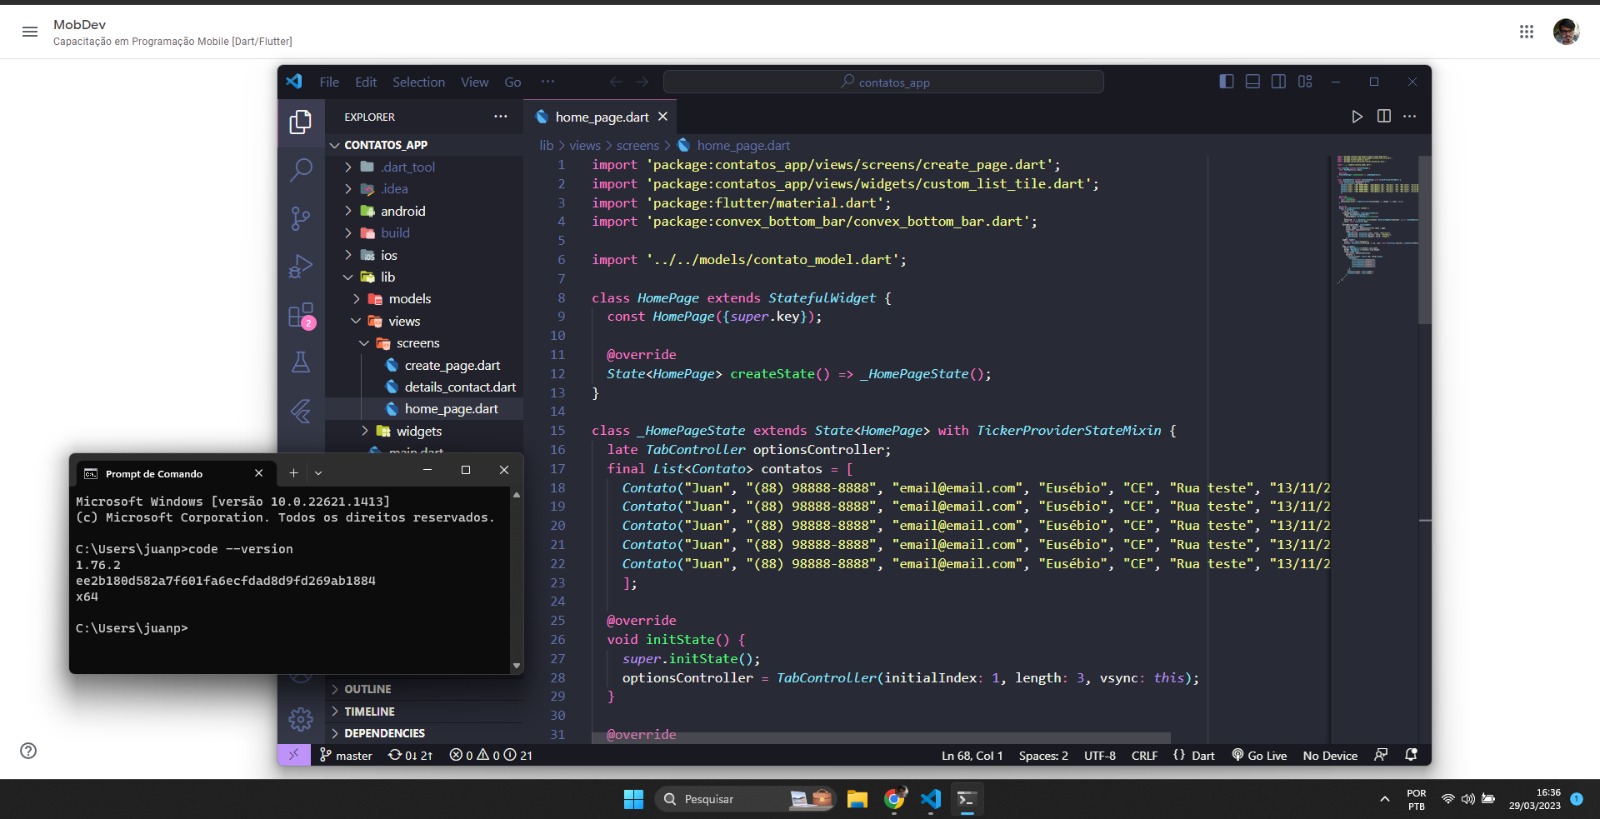 MobDev
Capacitação em Programação Mobile [Dart/Flutter]
File Edit Selection View Go ···
contatos_app
EXPLORER ···
home_page.dart
CONTATOS_APP
lib > views > screens > home_page.dart
.dart_tool
.idea
android
build
ios
lib
models
views
screens
create_page.dart
details_contact.dart
home_page.dart
widgets
main.dart
2
1 import 'package:contatos_app/views/screens/create_page.dart';
2 import 'package:contatos_app/views/widgets/custom_list_tile.dart';
3 import 'package:flutter/material.dart';
4 import 'package:convex_bottom_bar/convex_bottom_bar.dart';
5
6 import '../../models/contato_model.dart';
7
8 class HomePage extends StatefulWidget {
9 const HomePage({super.key});
10
11 @override
12 State<HomePage> createState() => _HomePageState();
13 }
14
15 class _HomePageState extends State<HomePage> with TickerProviderStateMixin {
16 late TabController optionsController;
17 final List<Contato> contatos = [
18 Contato("Juan", "(88) 98888-8888", "email@email.com", "Eusébio", "CE", "Rua teste", "13/11/2
19 Contato("Juan", "(88) 98888-8888", "email@email.com", "Eusébio", "CE", "Rua teste", "13/11/2
20 Contato("Juan", "(88) 98888-8888", "email@email.com", "Eusébio", "CE", "Rua teste", "13/11/2
21 Contato("Juan", "(88) 98888-8888", "email@email.com", "Eusébio", "CE", "Rua teste", "13/11/2
22 Contato("Juan", "(88) 98888-8888", "email@email.com", "Eusébio", "CE", "Rua teste", "13/11/2
23 ];
24
25 @override
26 void initState() {
27 super.initState();
28 optionsController = TabController(initialIndex: 1, length: 3, vsync: this);
29 }
30
31 @override
Prompt de Comando
Microsoft Windows [versão 10.0.22621.1413]
(c) Microsoft Corporation. Todos os direitos reservados.
C:\Users\juanp>code --version
1.76.2
ee2b180d582a7f601fa6ecfdad8d9fd269ab1884
x64
C:\Users\juanp>
OUTLINE
TIMELINE
DEPENDENCIES
master 0↓ 2↑ 0 0 21
Ln 68, Col 1 Spaces: 2 UTF-8 CRLF {} Dart Go Live No Device
Pesquisar
POR
PTB
16:36
29/03/2023
1